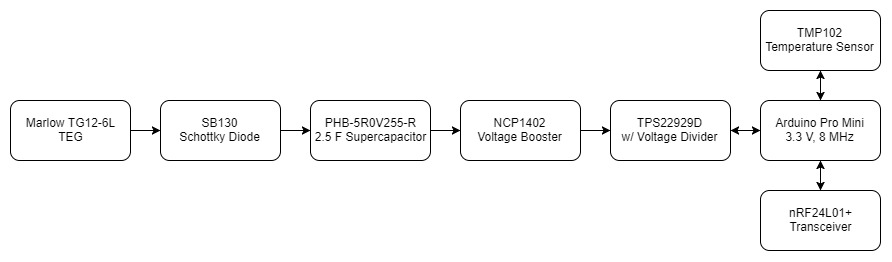 TMP102
Temperature Sensor
Marlow TG12-6L
TEG
SB130
Schottky Diode
PHB-5R0V255-R
2.5 F Supercapacitor
NCP1402
Voltage Booster
TPS22929D
w/ Voltage Divider
Arduino Pro Mini
3.3 V, 8 MHz
nRF24L01+
Transceiver